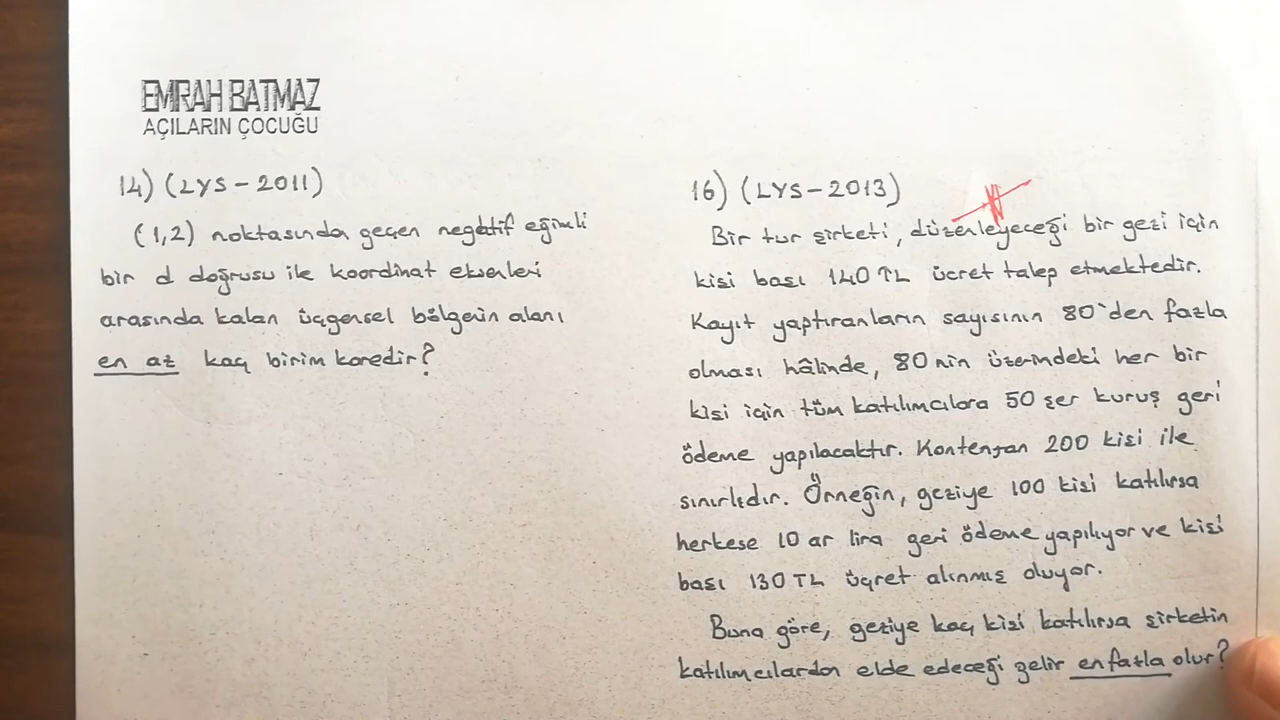 EMRAH BATMAZ
AÇILARIN ÇOCUĞU
14) (LYS-2011)
(1,2) noktasında geçen negatif eğimli
bir d doğrusu ile koordinat eksenleri
arasında kalan üçgensel bölgenin alanı
en az kaç birim karedir?
16) (LYS-2013)
Bir tur şirketi, düzenleyeceği bir gezi için
kişi başı 140 TL ücret talep etmektedir.
Kayıt yaptıranların sayısının 80'den fazla
olması hâlinde, 80 nin üzerindeki her bir
kişi için tüm katılımcılara 50 şer kuruş geri
ödeme yapılacaktır. Kontenjan 200 kişi ile
sınırlıdır. Örneğin, geziye 100 kişi katılırsa
herkese 10 ar lira geri ödeme yapılıyor ve kişi
başı 130 TL ücret alınmış oluyor.
Buna göre, geziye kaç kişi katılırsa şirketin
katılımcılardan elde edeceği gelir en fazla olur?